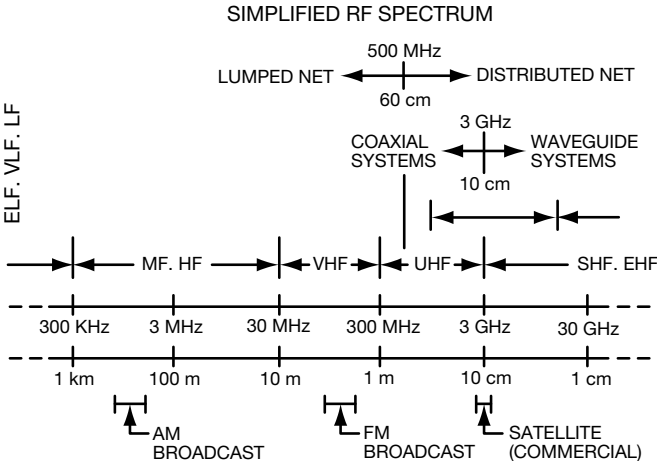 SIMPLIFIED RF SPECTRUM
500 MHz
LUMPED NET
DISTRIBUTED NET
60 cm
3 GHz
COAXIAL
SYSTEMS
WAVEGUIDE
SYSTEMS
10 cm
ELF. VLF. LF
MF. HF
VHF
UHF
SHF. EHF
300 KHz
3 MHz
30 MHz
300 MHz
3 GHz
30 GHz
1 km
100 m
10 m
1 m
10 cm
1 cm
AM
BROADCAST
FM
BROADCAST
SATELLITE
(COMMERCIAL)